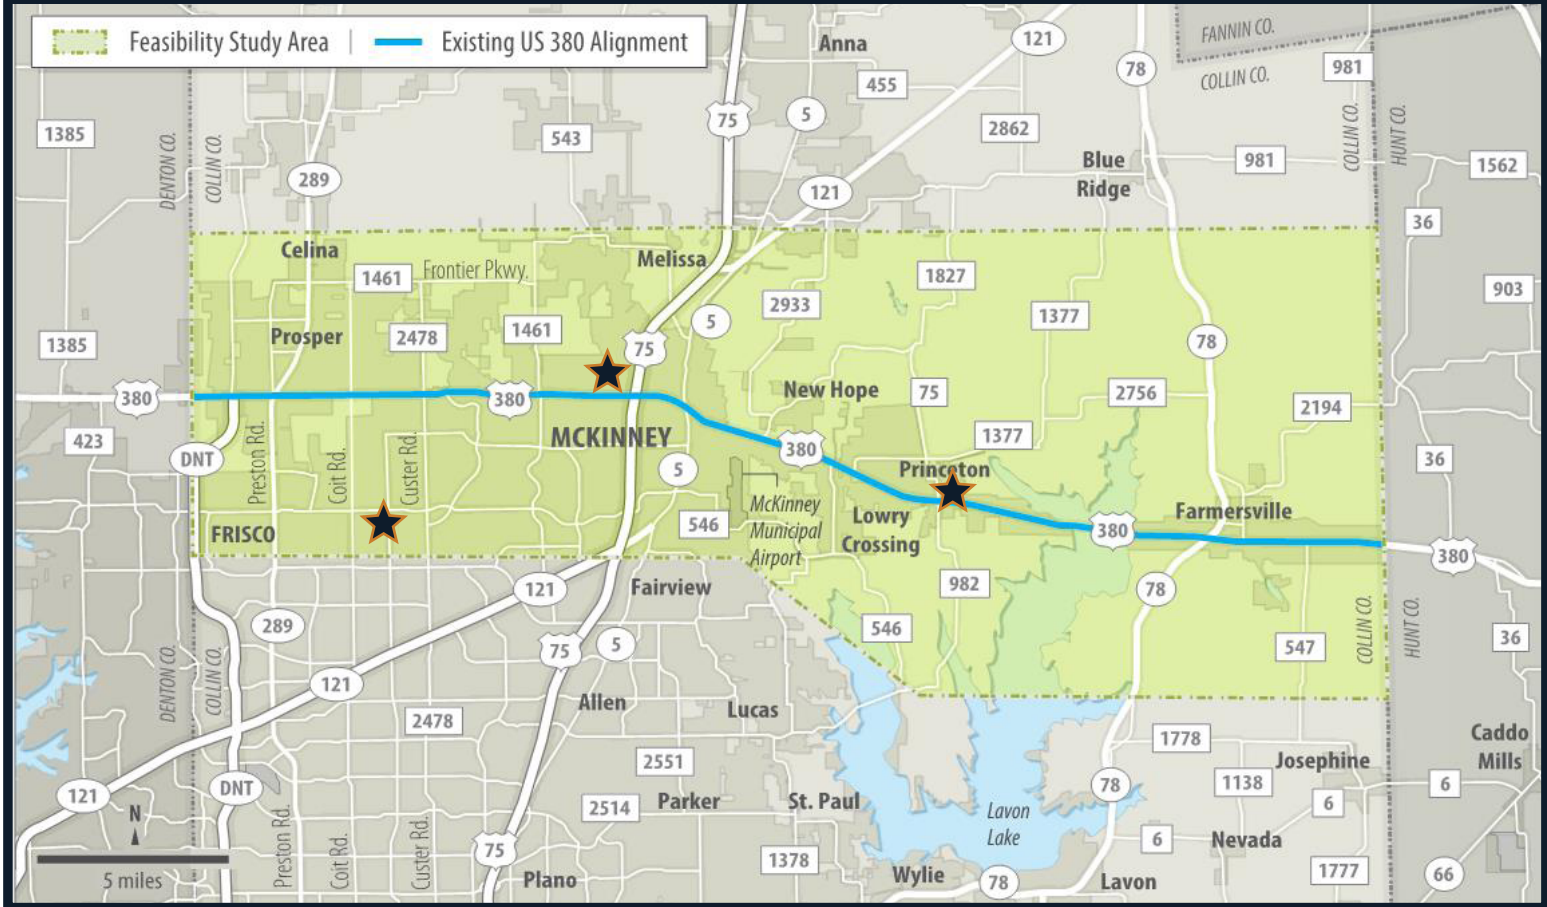 Feasibility Study Area | Existing US 380 Alignment
FANNIN CO.
COLLIN CO.
Anna
121
78
981
455
75
5
2862
COLLIN CO.
HUNT CO.
1385
543
DENTON CO.
COLLIN CO.
289
121
Blue
Ridge
981
1562
36
Celina
Melissa
1461
Frontier Pkwy.
1827
2933
903
1377
5
Prosper
2478
1461
75
78
1385
380
380
New Hope
75
2756
2194
423
MCKINNEY
380
1377
DNT
Preston Rd.
Coit Rd.
Custer Rd.
5
Princeton
36
FRISCO
546
McKinney
Municipal
Airport
Lowry
Crossing
Farmersville
380
380
121
Fairview
982
78
289
5
75
546
547
COLLIN CO.
HUNT CO.
36
DENTON CO.
COLLIN CO.
121
Allen
Lucas
2478
1778
Caddo
Mills
2551
Josephine
121
DNT
78
1138
6
6
N
Preston Rd.
Coit Rd.
Custer Rd.
2514
Parker
St. Paul
Lavon
Lake
6
Nevada
5 miles
75
Plano
1378
Wylie
78
Lavon
1777
66